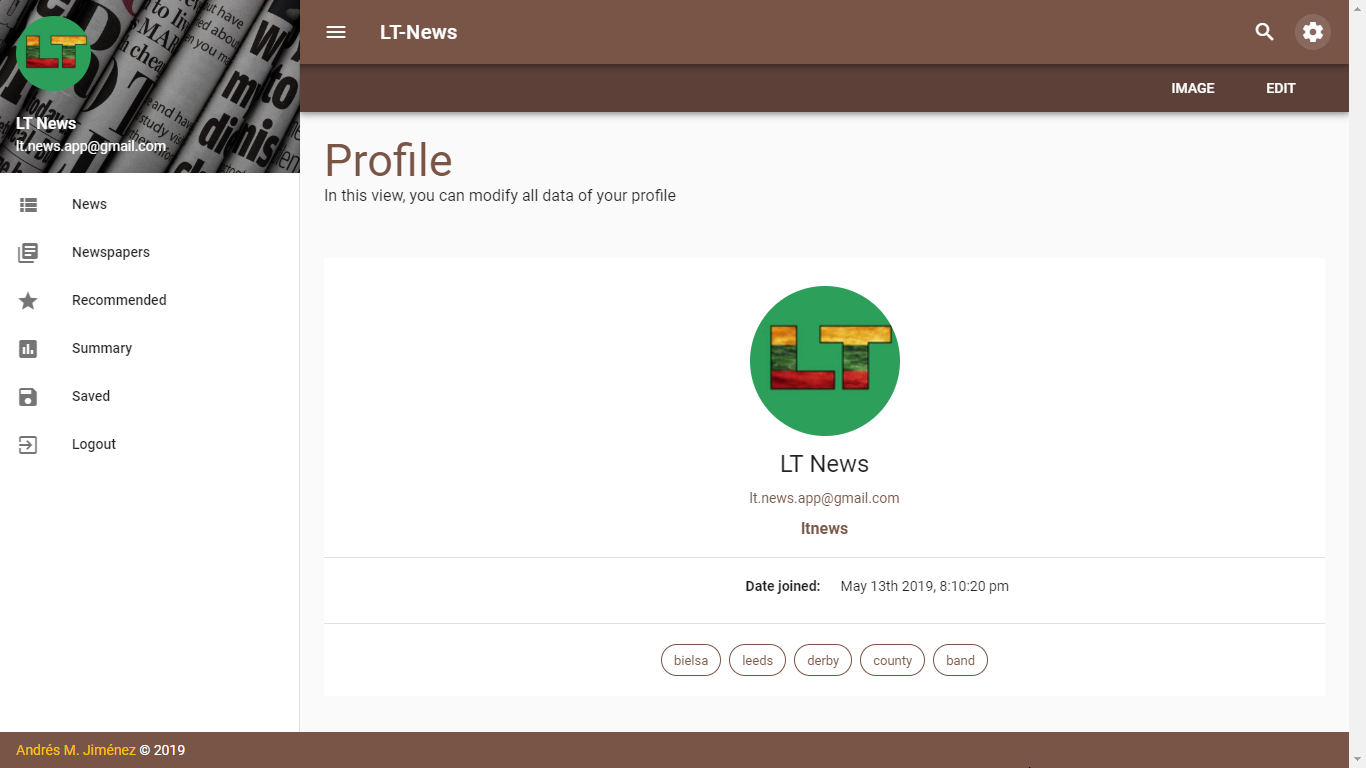 LT
LT News
lt.news.app@gmail.com
News
Newspapers
Recommended
Summary
Saved
Logout
LT-News
IMAGE EDIT
Profile
In this view, you can modify all data of your profile
LT
LT News
lt.news.app@gmail.com
ltnews
Date joined: May 13th 2019, 8:10:20 pm
bielsa leeds derby county band
Andrés M. Jiménez © 2019